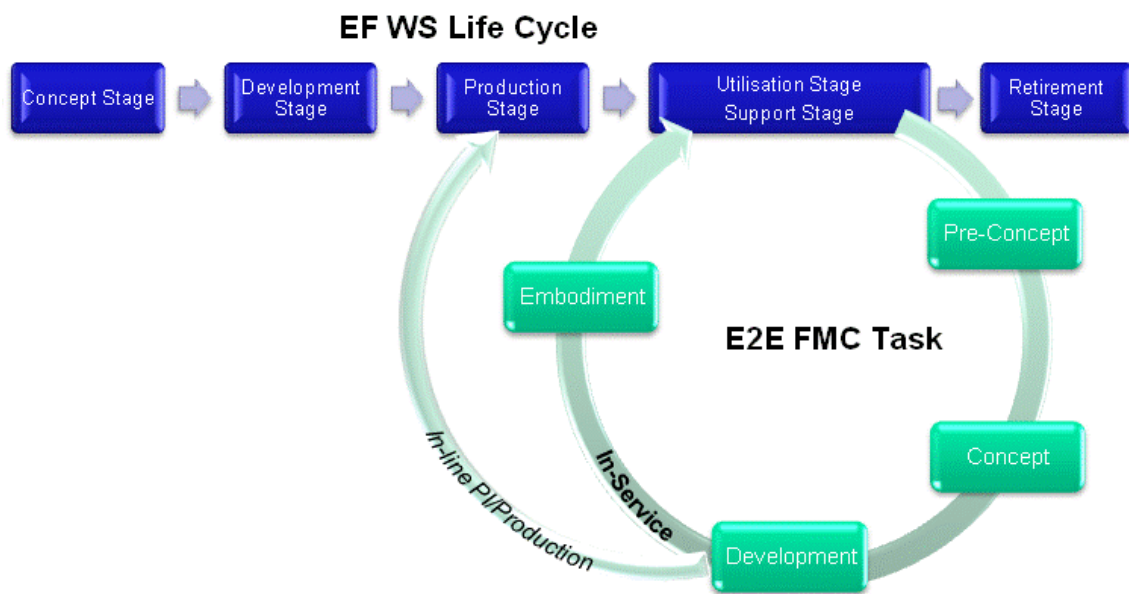 EF WS Life Cycle
Concept Stage
Development
Stage
Production
Stage
Utilisation Stage
Support Stage
Retirement
Stage
Pre-Concept
Embodiment
E2E FMC Task
Concept
In-line PI/Production
In-Service
Development